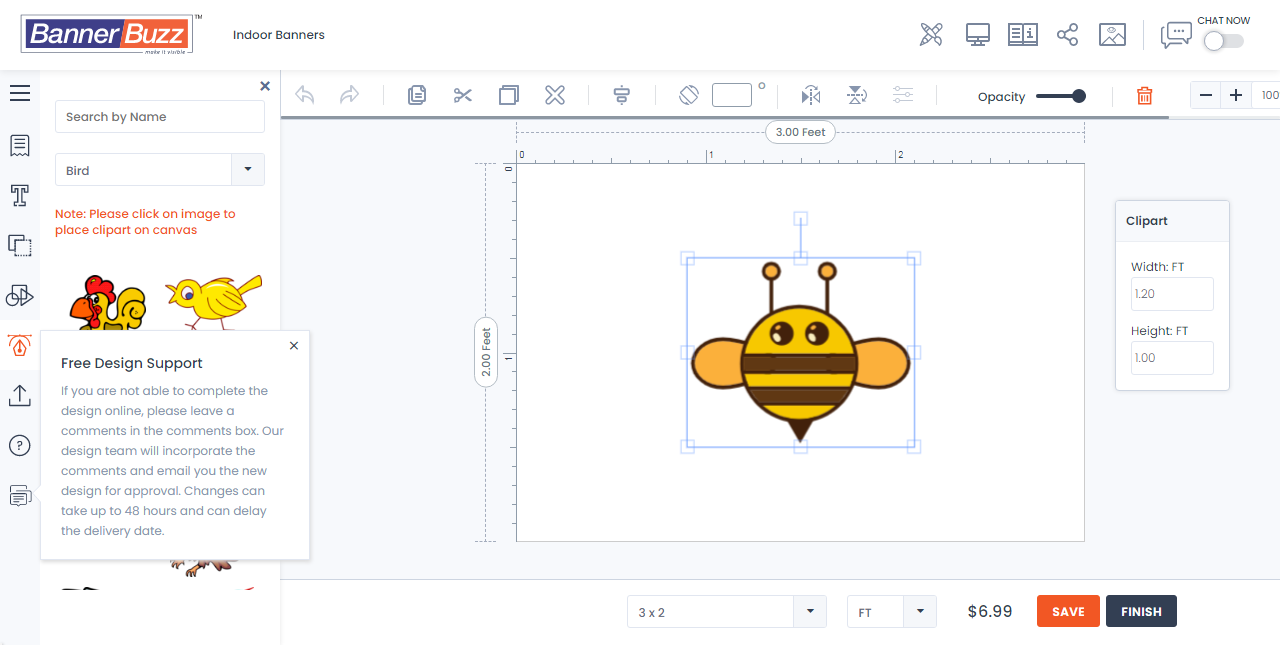 BannerBuzz TM
make it visible
Indoor Banners
CHAT NOW
Search by Name
Bird
Note: Please click on image to
place clipart on canvas
Free Design Support
If you are not able to complete the
design online, please leave a
comments in the comments box. Our
design team will incorporate the
comments and email you the new
design for approval. Changes can
take up to 48 hours and can delay
the delivery date.
Opacity
100
3.00 Feet
0 1 2
0
2.00 Feet
1
Clipart
Width: FT
1.20
Height: FT
1.00
3 x 2
FT
$6.99
SAVE
FINISH